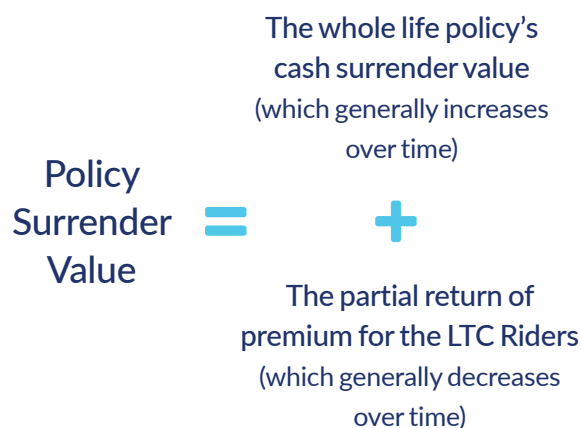 Policy
Surrender
Value
=
The whole life policy's
cash surrender value
(which generally increases
over time)
+
The partial return of
premium for the LTC Riders
(which generally decreases
over time)